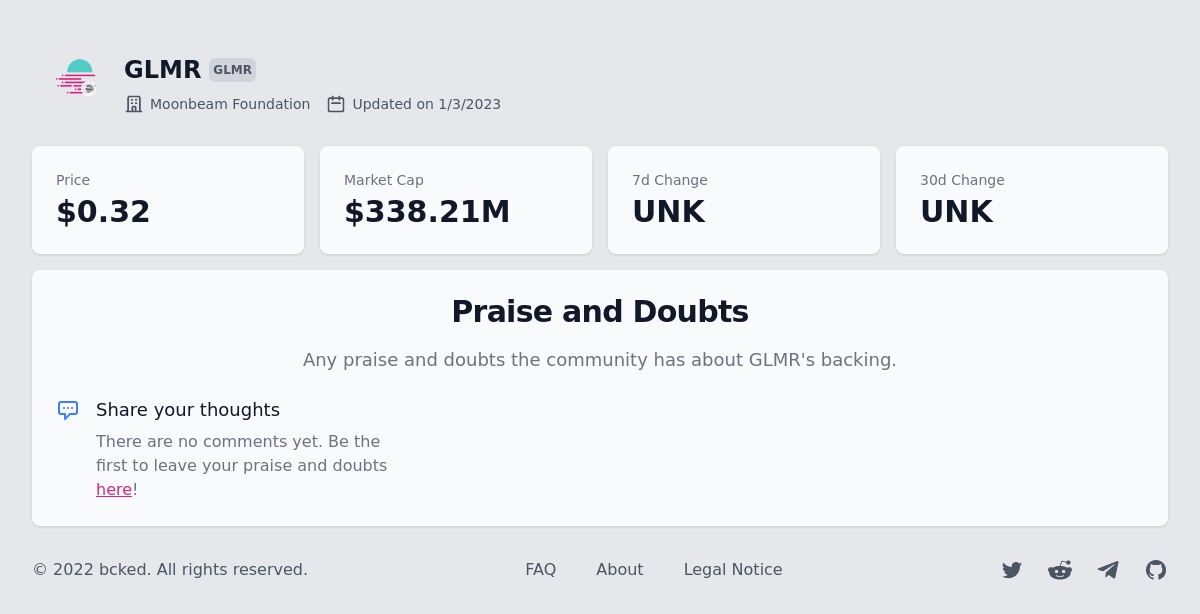 GLMR GLMR
Moonbeam Foundation Updated on 1/3/2023
Price
$0.32
Market Cap
$338.21M
7d Change
UNK
30d Change
UNK
Praise and Doubts
Any praise and doubts the community has about GLMR's backing.
Share your thoughts
There are no comments yet. Be the
first to leave your praise and doubts
here!
© 2022 bcked. All rights reserved. FAQ About Legal Notice